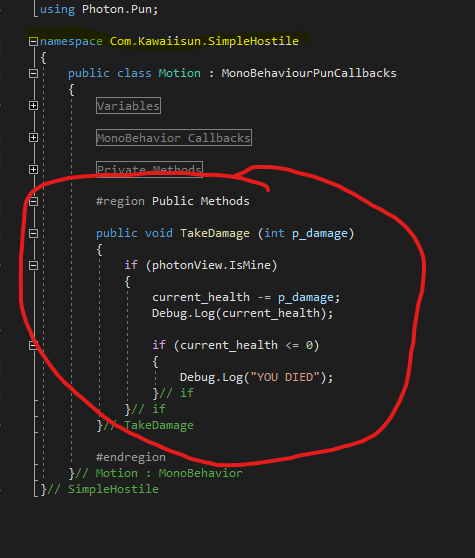 using Photon.Pun;
namespace Com.Kawaiisun.SimpleHostile
{
public class Motion : MonoBehaviourPunCallbacks
{
Variables
MonoBehavior Callbacks
Private Methods
#region Public Methods
public void TakeDamage (int p_damage)
{
if (photonView.IsMine)
{
current_health -= p_damage;
Debug.Log(current_health);
if (current_health <= 0)
{
Debug.Log("YOU DIED");
}// if
}// if
}// TakeDamage
#endregion
}// Motion : MonoBehavior
}// SimpleHostile